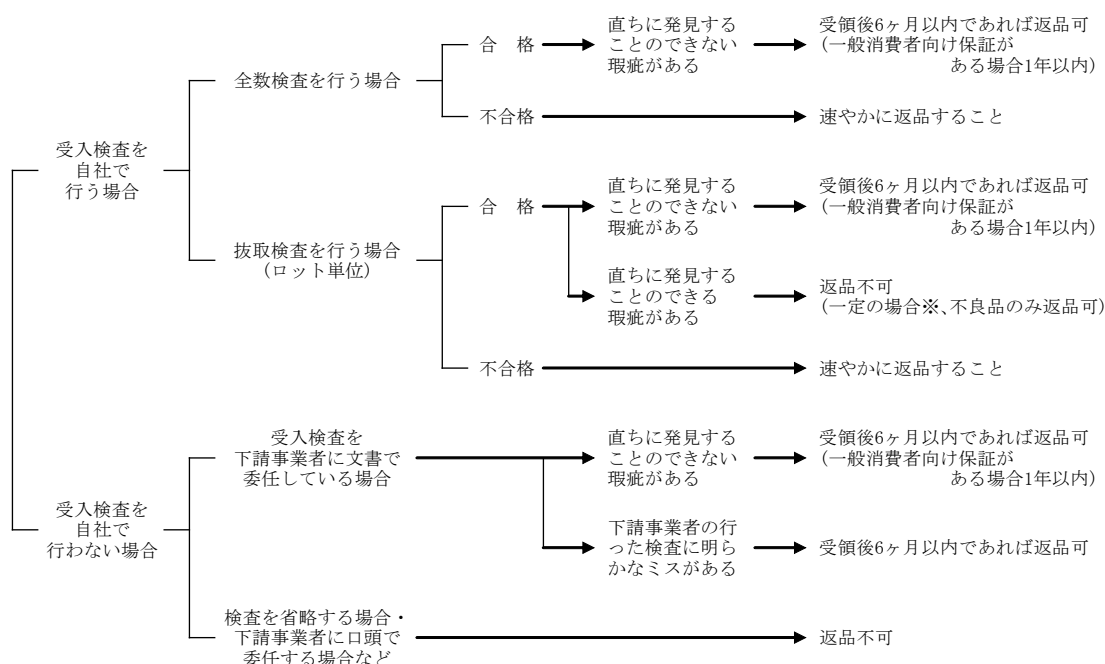 受入検査を
自社で
行う場合
全数検査を行う場合
合　格
直ちに発見する
ことのできない
瑕疵がある
受領後6ヶ月以内であれば返品可
(一般消費者向け保証が
ある場合1年以内)
不合格
速やかに返品すること
抜取検査を行う場合
(ロット単位)
合　格
直ちに発見する
ことのできない
瑕疵がある
受領後6ヶ月以内であれば返品可
(一般消費者向け保証が
ある場合1年以内)
直ちに発見する
ことのできる
瑕疵がある
返品不可
(一定の場合※、不良品のみ返品可)
不合格
速やかに返品すること
受入検査を
自社で
行わない場合
受入検査を
下請事業者に文書で
委任している場合
直ちに発見する
ことのできない
瑕疵がある
受領後6ヶ月以内であれば返品可
(一般消費者向け保証が
ある場合1年以内)
下請事業者の行
った検査に明ら
かなミスがある
受領後6ヶ月以内であれば返品可
検査を省略する場合・
下請事業者に口頭で
委任する場合など
返品不可